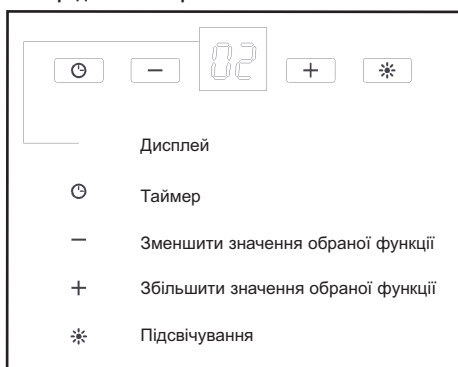 02
Дисплей
Таймер
Зменшити значення обраної функції
Збільшити значення обраної функції
Підсвічування